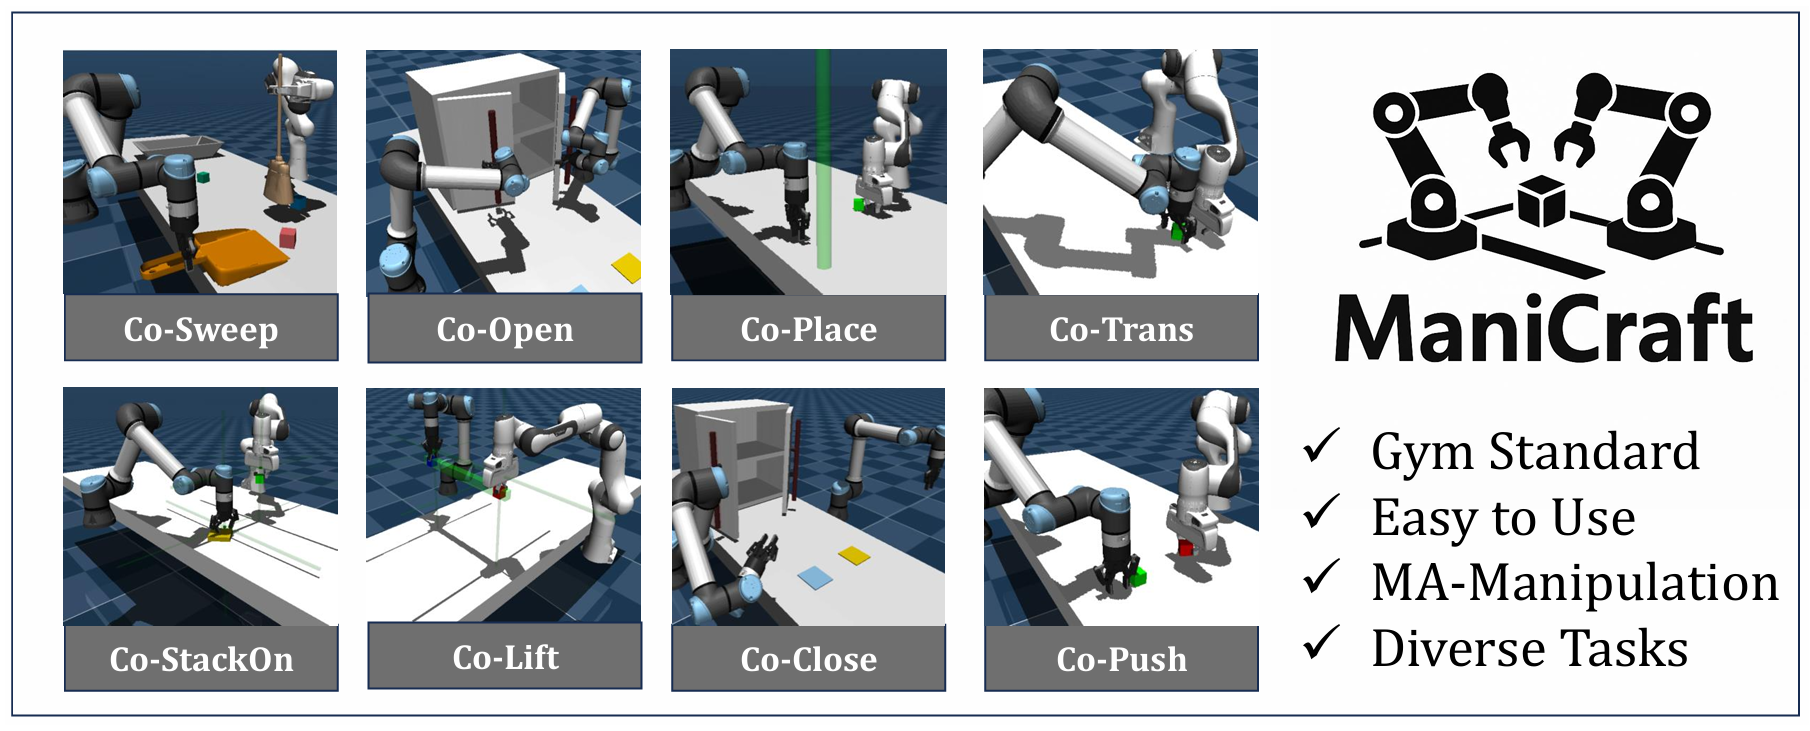 Co-Sweep
Co-Open
Co-Place
Co-Trans
Co-StackOn
Co-Lift
Co-Close
Co-Push
ManiCraft
✓ Gym Standard
✓ Easy to Use
✓ MA-Manipulation
✓ Diverse Tasks